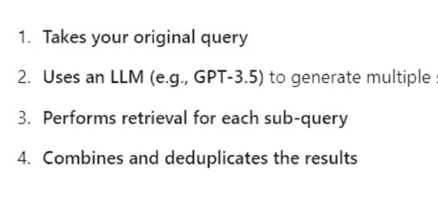 1. Takes your original query
2. Uses an LLM (e.g., GPT-3.5) to generate multiple
3. Performs retrieval for each sub-query
4. Combines and deduplicates the results